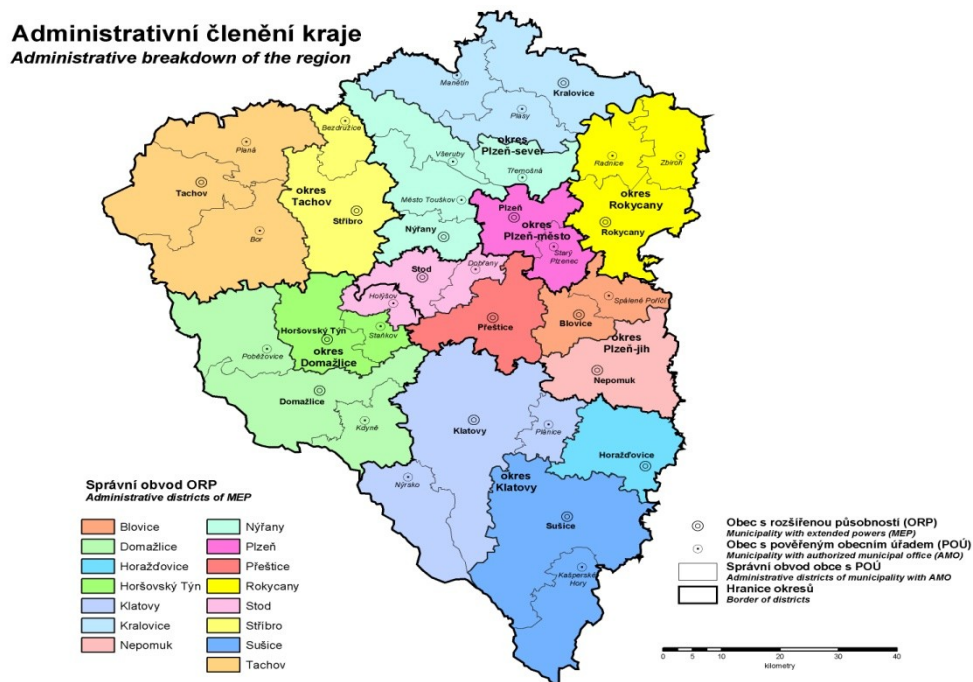 Administrativní členění kraje
Administrative breakdown of the region
Manětín
Kralovice
Plasy
Bezdružice
okres
Plzeň-sever
Planá
Všeruby
Třemošná
Radnice
Zbiroh
Tachov
okres
Tachov
Město Touškov
Plzeň
okres
Rokycany
Stříbro
okres
Plzeň-město
Rokycany
Bor
Nýřany
Starý
Plzenec
Stod
Dobřany
Holýšov
Spálené Poříčí
Horšovský Týn
Staňkov
Přeštice
Blovice
okres
Domažlice
okres
Plzeň-jih
Poběžovice
Nepomuk
Domažlice
Kdyně
Klatovy
Plánice
Horažďovice
Nýrsko
okres
Klatovy
Sušice
Kašperské
Hory
Správní obvod ORP
Administrative districts of MEP
Blovice
Domažlice
Horažďovice
Horšovský Týn
Klatovy
Kralovice
Nepomuk
Nýřany
Plzeň
Přeštice
Rokycany
Stod
Stříbro
Sušice
Tachov
Obec s rozšířenou působností (ORP)
Municipality with extended powers (MEP)
Obec s pověřeným obecním úřadem (POÚ)
Municipality with authorized municipal office (AMO)
Správní obvod obce s POÚ
Administrative districts of municipality with AMO
Hranice okresů
Border of districts
0 5 10 20 30 40
kilometry